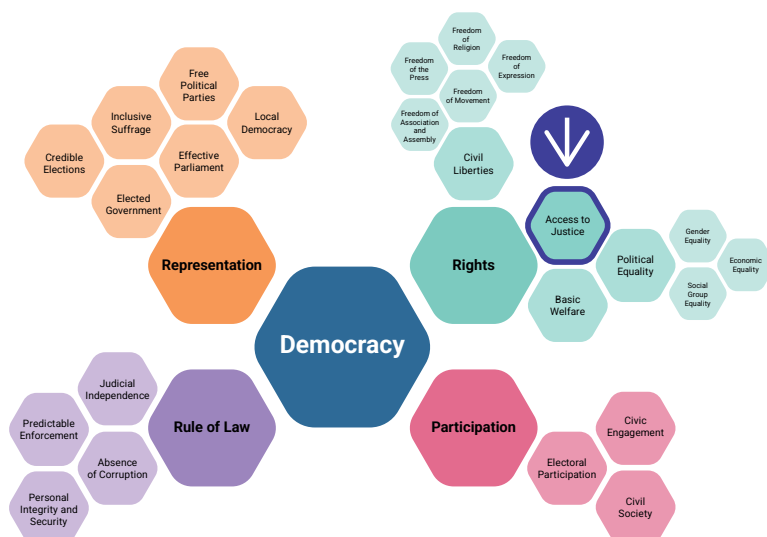 Freedom
of
Religion
Freedom
of the
Press
Freedom
of
Expression
Freedom
of Movement
Freedom of
Association
and
Assembly
Civil
Liberties
Free
Political
Parties
Inclusive
Suffrage
Local
Democracy
Credible
Elections
Effective
Parliament
Elected
Government
Representation
Rights
Access to
Justice
Political
Equality
Gender
Equality
Economic
Equality
Social
Group
Equality
Basic
Welfare
Democracy
Judicial
Independence
Predictable
Enforcement
Rule of Law
Absence
of Corruption
Personal
Integrity and
Security
Participation
Civic
Engagement
Electoral
Participation
Civil
Society